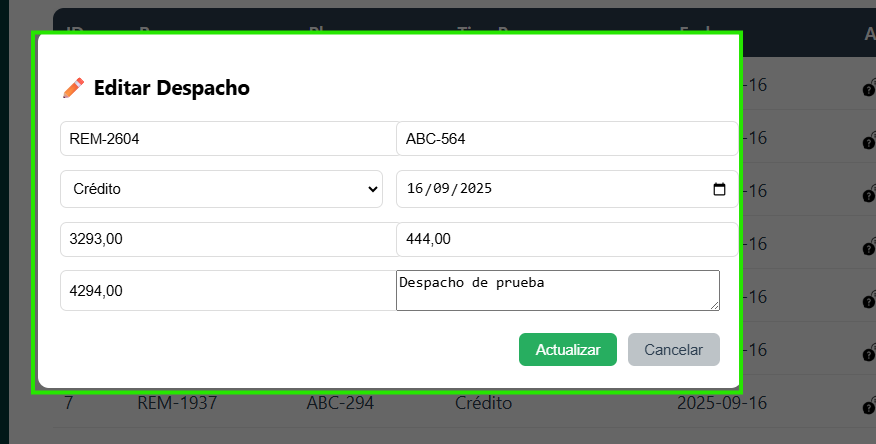 Editar Despacho
REM-2604 ABC-564
Crédito 16/09/2025
3293,00 444,00
4294,00 Despacho de prueba
Actualizar Cancelar
-16
-16
-16
-16
-16
-16
7 REM-1937 ABC-294 Crédito 2025-09-16